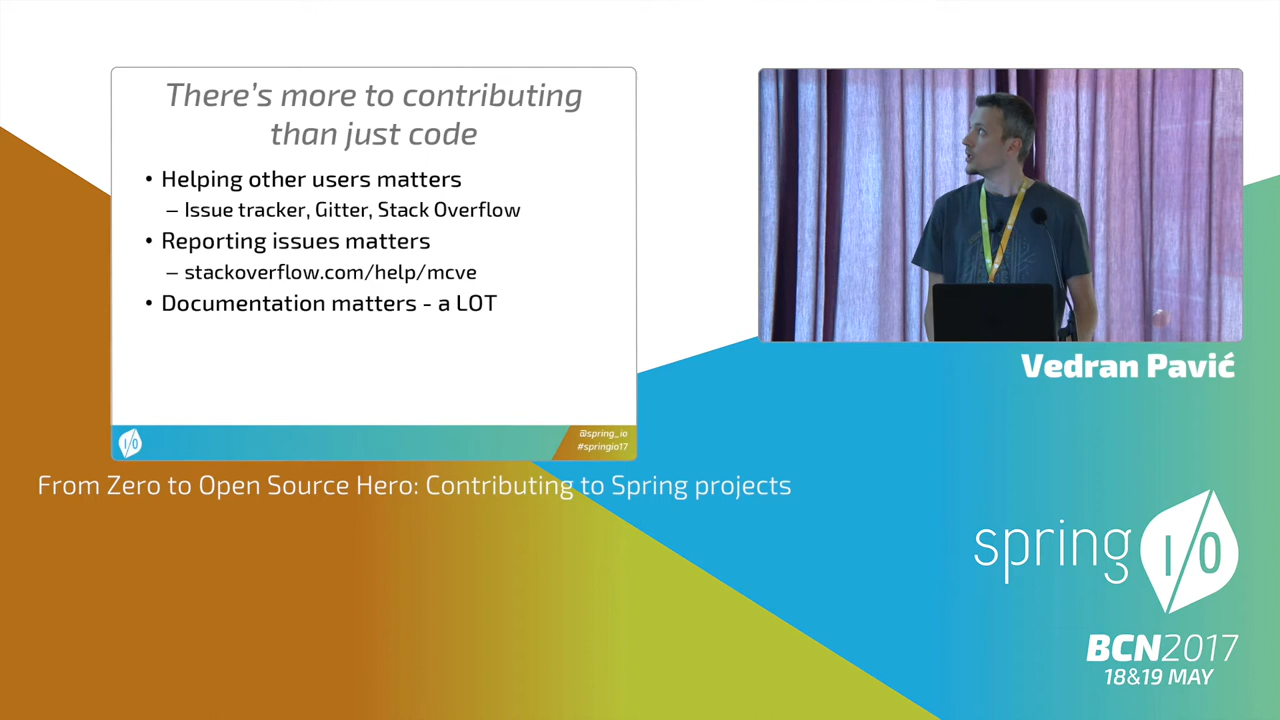 There's more to contributing
than just code
• Helping other users matters
– Issue tracker, Gitter, Stack Overflow
• Reporting issues matters
– stackoverflow.com/help/mcve
• Documentation matters - a LOT
I/O
@spring_io
#springio17
Vedran Pavić
From Zero to Open Source Hero: Contributing to Spring projects
spring I/O
BCN2017
18&19 MAY